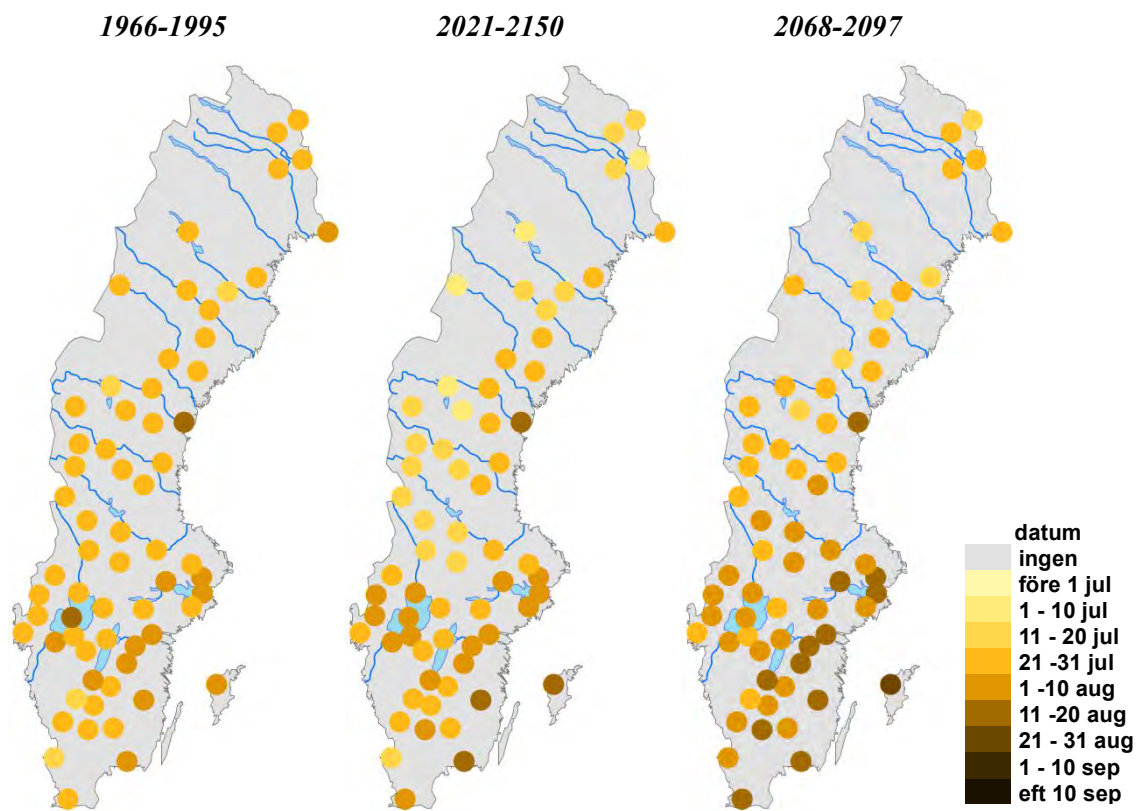 1966-1995
2021-2150
2068-2097
datum
ingen
före 1 jul
1 - 10 jul
11 - 20 jul
21 -31 jul
1 -10 aug
11 -20 aug
21 - 31 aug
1 - 10 sep
eft 10 sep